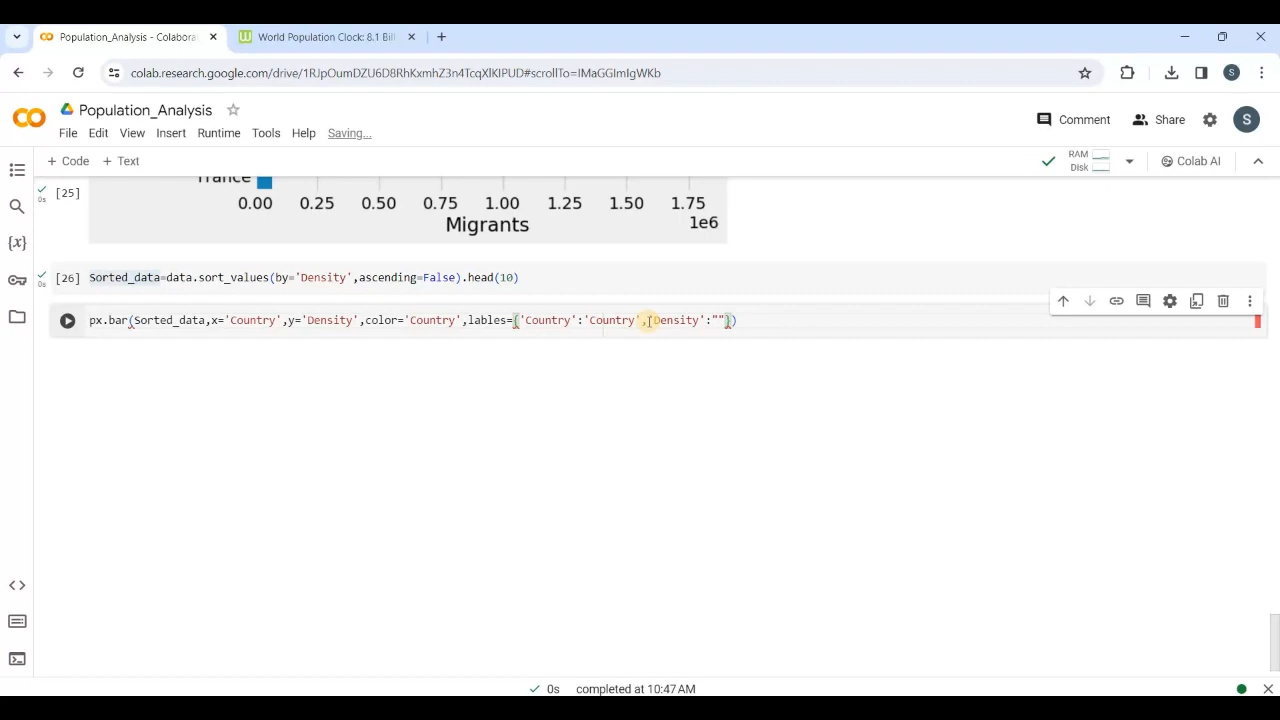 Population_Analysis - Colabora
World Population Clock: 8.1 Bil
colab.research.google.com/drive/1RJpOumDZU6D8RhKxmhZ3n4TcqXlKIPUD#scrollTo=IMaGGImIgWKb
Population_Analysis
File Edit View Insert Runtime Tools Help Saving...
Comment Share S
+ Code + Text
RAM
Disk
Colab AI
[25]
France
0.00 0.25 0.50 0.75 1.00 1.25 1.50 1.75
Migrants 1e6
0s
[26] Sorted_data=data.sort_values(by='Density',ascending=False).head(10)
0s
px.bar(Sorted_data,x='Country',y='Density',color='Country',lables={'Country':'Country','Density':""})
0s completed at 10:47 AM